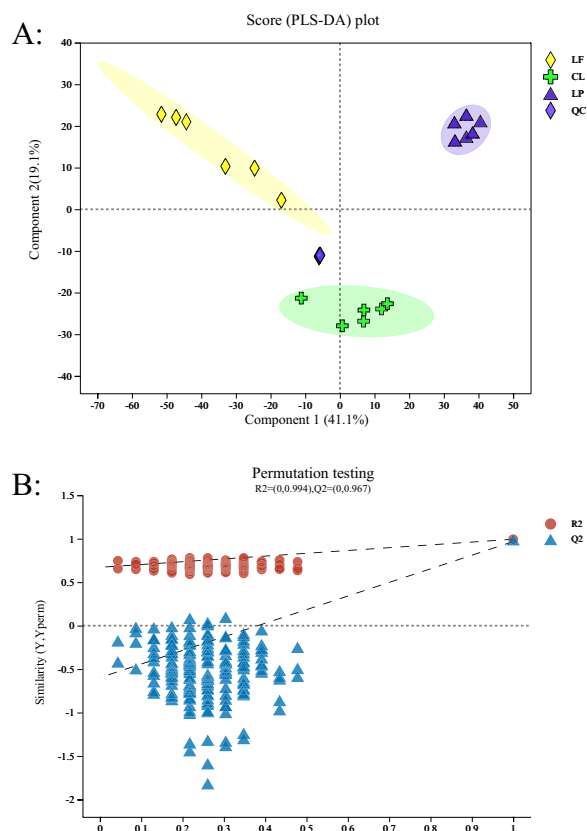 A:
Score (PLS-DA) plot
40
30
20
10
0
-10
-20
-30
-40
Component 2(19.1%)
-70 -60 -50 -40 -30 -20 -10 0 10 20 30 40 50
Component 1 (41.1%)
LF
CL
LP
QC
B:
Permutation testing
R2=(0,0.994),Q2=(0,0.967)
1.5
1
0.5
0
-0.5
-1
-1.5
-2
Similarity (Y,Yperm)
0 0.1 0.2 0.3 0.4 0.5 0.6 0.7 0.8 0.9 1
R2
Q2